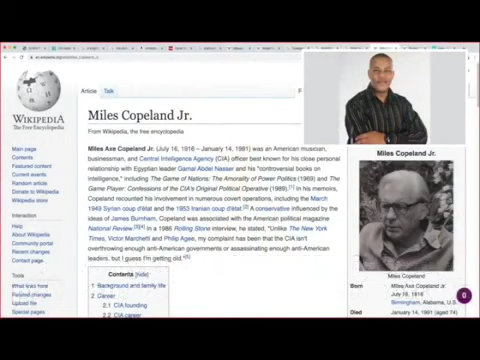 Article Talk
WIKIPEDIA
The Free Encyclopedia
Main page
Contents
Featured content
Current events
Random article
Donate to Wikipedia
Wikipedia store
Interaction
Help
About Wikipedia
Community portal
Recent changes
Contact page
Tools
What links here
Related changes
Upload file
Special pages
Miles Copeland Jr.
From Wikipedia, the free encyclopedia
Miles Axe Copeland Jr. (July 16, 1916 – January 14, 1991) was an American musician,
businessman, and Central Intelligence Agency (CIA) officer best known for his close personal
relationship with Egyptian leader Gamal Abdel Nasser and his "controversial books on
intelligence," including The Game of Nations: The Amorality of Power Politics (1969) and The
Game Player: Confessions of the CIA's Original Political Operative (1989).[1] In his memoirs,
Copeland recounted his involvement in numerous covert operations, including the March
1949 Syrian coup d'état and the 1953 Iranian coup d'état.[2] A conservative influenced by the
ideas of James Burnham, Copeland was associated with the American political magazine
National Review.[3][4] In a 1986 Rolling Stone interview, he stated, "Unlike The New York
Times, Victor Marchetti and Philip Agee, my complaint has been that the CIA isn't
overthrowing enough anti-American governments or assassinating enough anti-American
leaders, but I guess I'm getting old."[5]
Contents [hide]
1 Background and family life
2 Career
2.1 CIA founding
2.2 CIA career
Miles Copeland Jr.
Miles Copeland
Born Miles Axe Copeland Jr.
July 16, 1916
Birmingham, Alabama, U.S.
Died January 14, 1991 (aged 74)